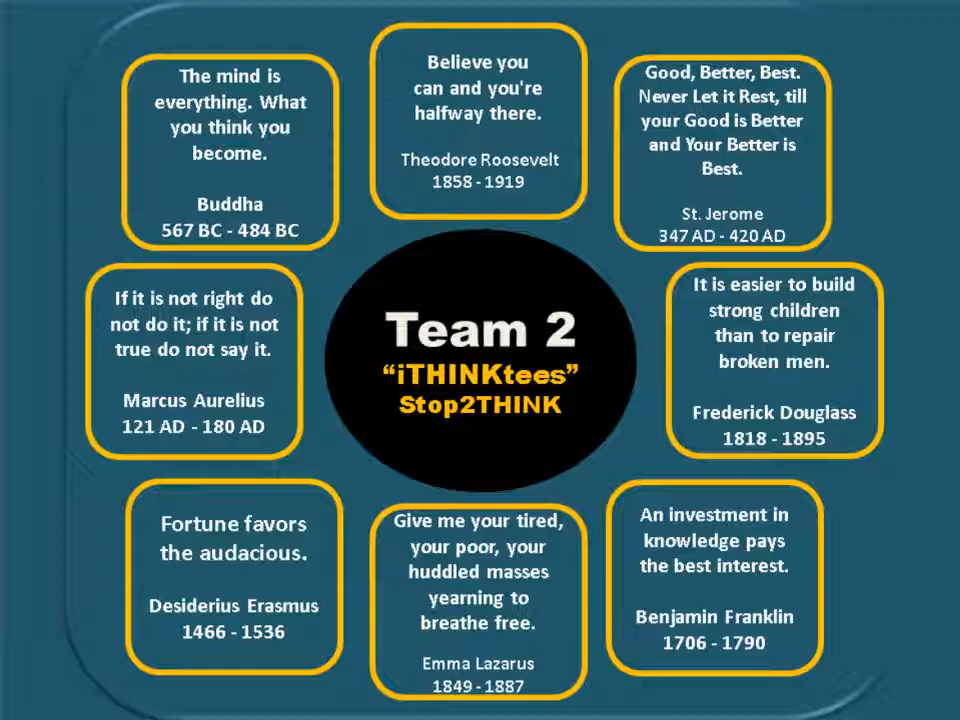 The mind is
everything. What
you think you
become.
Buddha
567 BC - 484 BC
Believe you
can and you're
halfway there.
Theodore Roosevelt
1858 - 1919
Good, Better, Best.
Never Let it Rest, till
your Good is Better
and Your Better is
Best.
St. Jerome
347 AD - 420 AD
If it is not right do
not do it; if it is not
true do not say it.
Marcus Aurelius
121 AD - 180 AD
Team 2
“iTHINKtees”
Stop2THINK
It is easier to build
strong children
than to repair
broken men.
Frederick Douglass
1818 - 1895
Fortune favors
the audacious.
Desiderius Erasmus
1466 - 1536
Give me your tired,
your poor, your
huddled masses
yearning to
breathe free.
Emma Lazarus
1849 - 1887
An investment in
knowledge pays
the best interest.
Benjamin Franklin
1706 - 1790